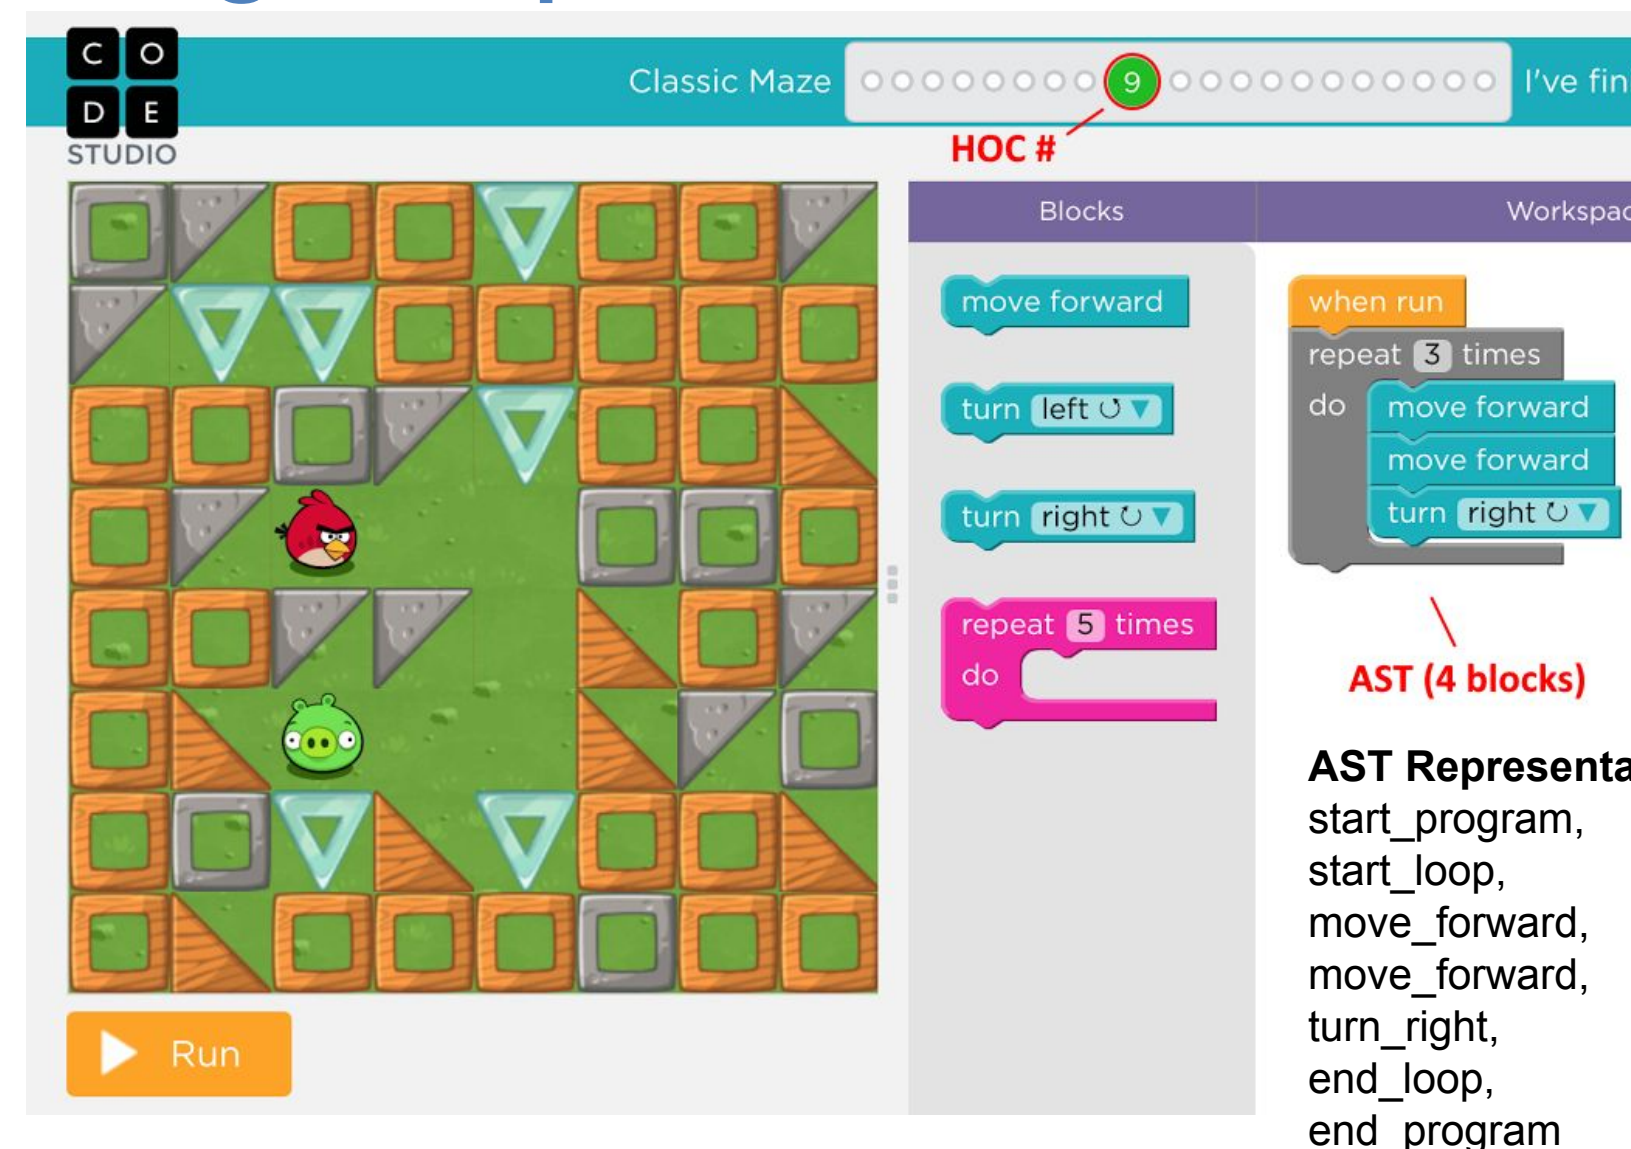 C O
D E
STUDIO
Classic Maze
9
I've fin
HOC #
Blocks
Workspac
move forward
turn left
turn right
repeat 5 times
do
when run
repeat 3 times
do move forward
move forward
turn right
AST (4 blocks)
AST Representa
start_program,
start_loop,
move_forward,
move_forward,
turn_right,
end_loop,
end_program
Run